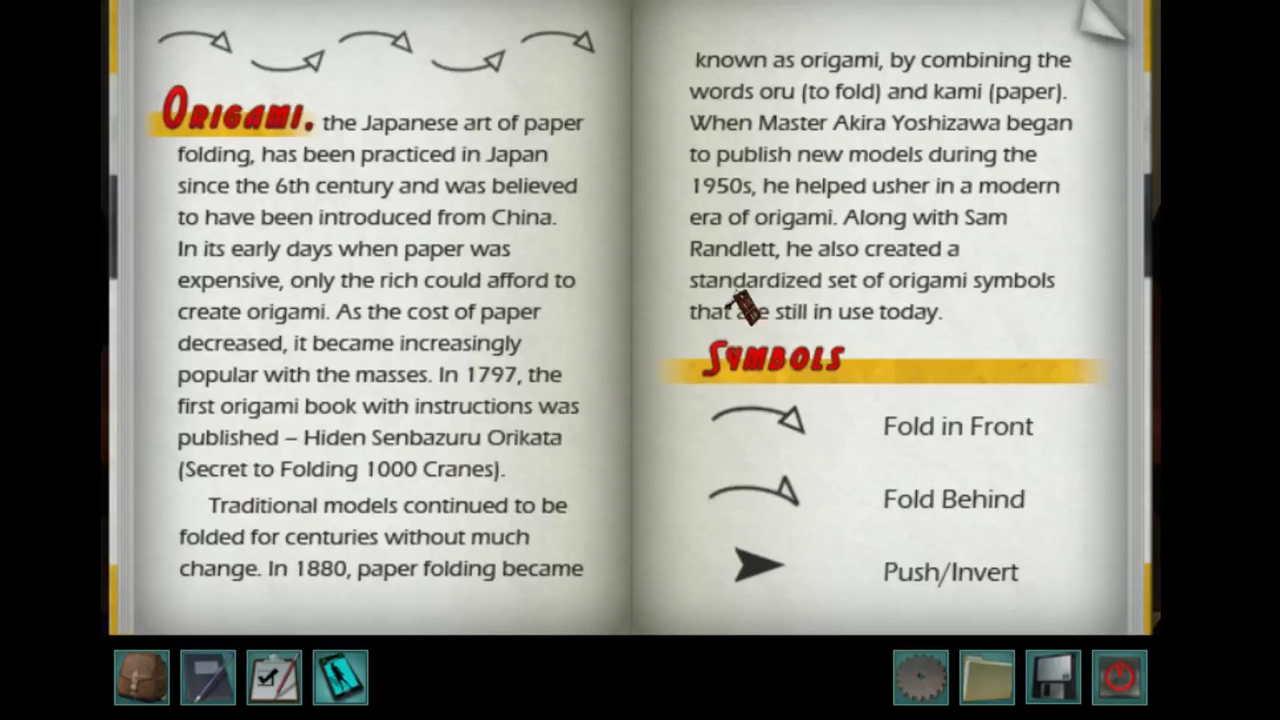 Origami, the Japanese art of paper
folding, has been practiced in Japan
since the 6th century and was believed
to have been introduced from China.
In its early days when paper was
expensive, only the rich could afford to
create origami. As the cost of paper
decreased, it became increasingly
popular with the masses. In 1797, the
first origami book with instructions was
published – Hiden Senbazuru Orikata
(Secret to Folding 1000 Cranes).
Traditional models continued to be
folded for centuries without much
change. In 1880, paper folding became
known as origami, by combining the
words oru (to fold) and kami (paper).
When Master Akira Yoshizawa began
to publish new models during the
1950s, he helped usher in a modern
era of origami. Along with Sam
Randlett, he also created a
standardized set of origami symbols
that are still in use today.
Symbols
Fold in Front
Fold Behind
Push/Invert